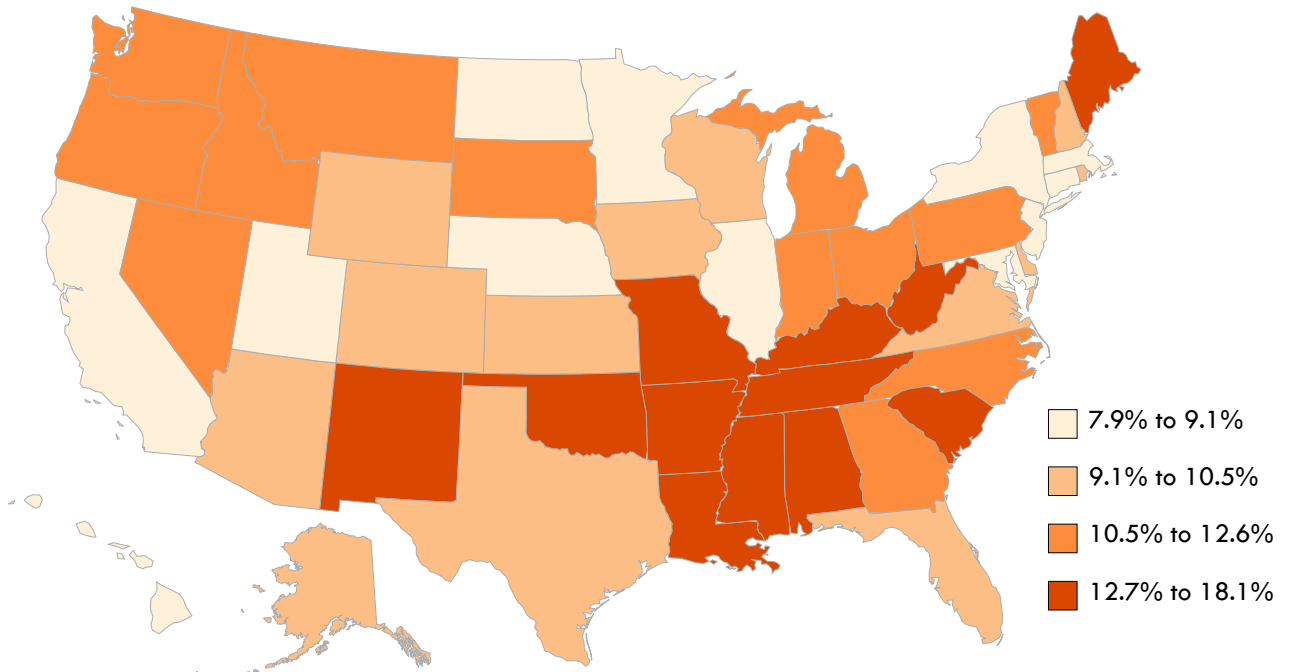 7.9% to 9.1%
9.1% to 10.5%
10.5% to 12.6%
12.7% to 18.1%